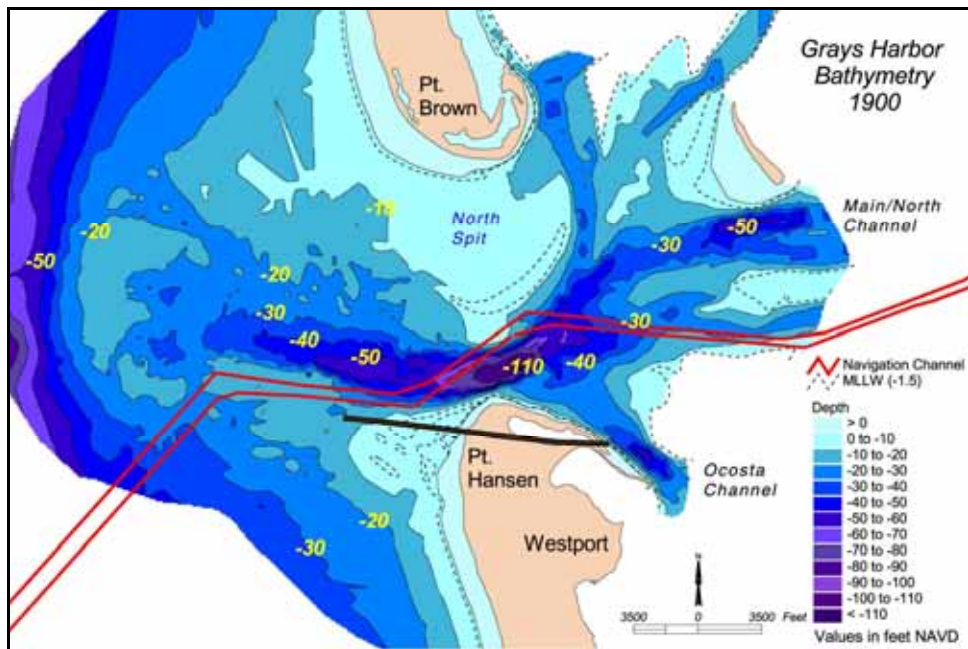 Grays Harbor
Bathymetry
1900
Pt.
Brown
North
Spit
Main/North
Channel
-10
-20
-50
-20
-30
-40
-50
-110
-40
-30
-30
-50
Pt.
Hansen
Westport
Ocosta
Channel
-20
-30
Navigation Channel
MLLW (-1.5)
Depth
> 0
0 to -10
-10 to -20
-20 to -30
-30 to -40
-40 to -50
-50 to -60
-60 to -70
-70 to -80
-80 to -90
-90 to -100
-100 to -110
< -110
Values in feet NAVD
N
3500
0
3500 Feet